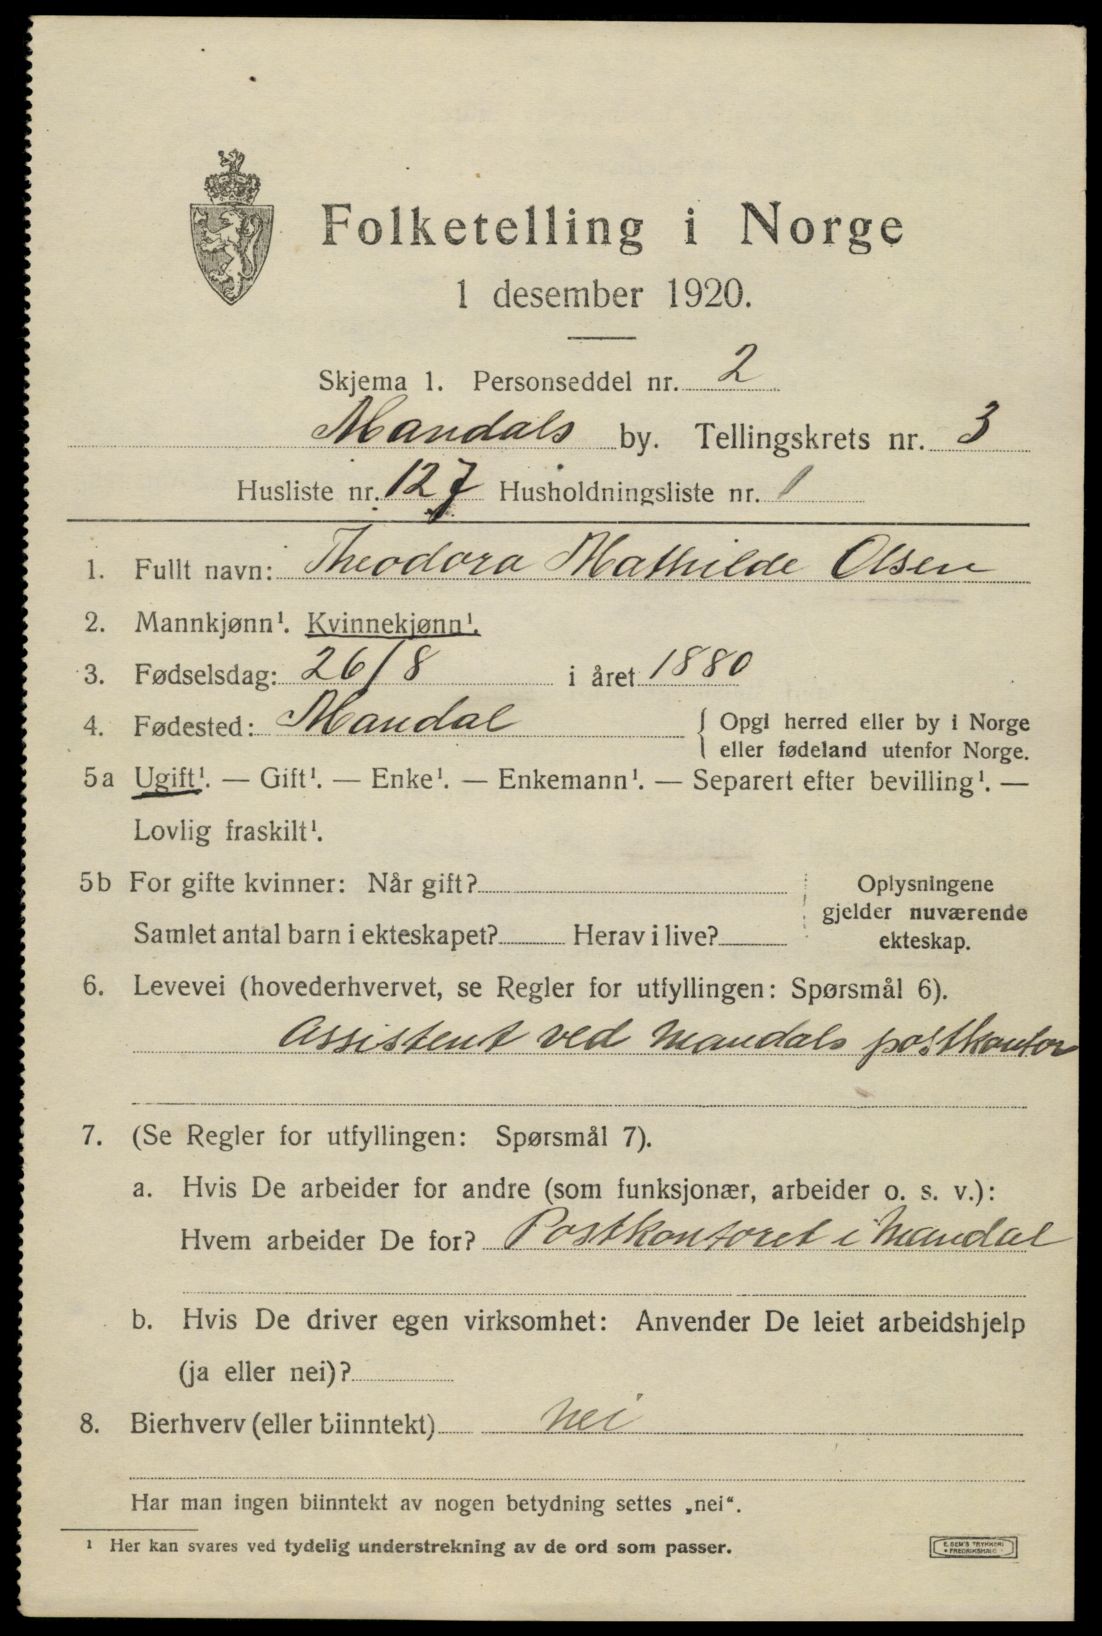 Folketelling i Norge
1 desember 1920.
Skjema 1. Personseddel nr. 2
Mandals by. Tellingskrets nr. 3
Husliste nr. 127 Husholdningsliste nr. 1
1. Fullt navn: Theodora Mathilde Olsen
2. Mannkjønn¹. Kvinnekjønn¹.
3. Fødselsdag: 26/8 i året 1880
4. Fødested: Mandal { Opgi herred eller by i Norge
eller fødeland utenfor Norge.
5a Ugift¹. — Gift¹. — Enke¹. — Enkemann¹. — Separert efter bevilling¹. —
Lovlig fraskilt¹.
5b For gifte kvinner: Når gift?
Samlet antal barn i ekteskapet? Herav i live?
Oplysningene
gjelder nuværende
ekteskap.
6. Levevei (hovederhvervet, se Regler for utfyllingen: Spørsmål 6).
Assistent ved Mandals postkontor
7. (Se Regler for utfyllingen: Spørsmål 7).
a. Hvis De arbeider for andre (som funksjonær, arbeider o. s. v.):
Hvem arbeider De for? Postkontoret i Mandal
b. Hvis De driver egen virksomhet: Anvender De leiet arbeidshjelp
(ja eller nei)?
8. Bierhverv (eller biinntekt) nei
Har man ingen biinntekt av nogen betydning settes „nei“.
¹ Her kan svares ved tydelig understrekning av de ord som passer.
E. SEM'S TRYKKERI
• FREDRIKSHALD •